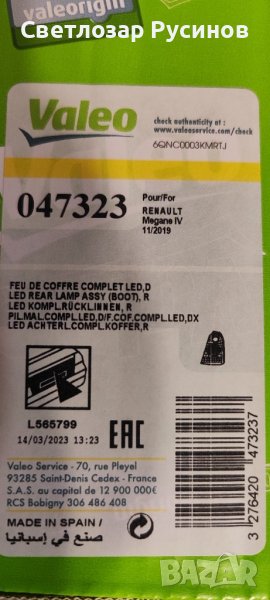 valeorigin
Светлозар Русинов
Valeo
check authenticity at:
www.valeoservice.com/check
6QNC0003KMRTJ
047323
Pour/For
RENAULT
Megane IV
11/2019
FEU DE COFFRE COMPLET LED,D
LED REAR LAMP ASSY (BOOT), R
LED KOMPL.RÜCKLINNEN, R
PIL.MAL.COMPL.LED,D/F.COF.COMPL.LED,DX
LED ACHTERL.COMPL.KOFFER,R
L565799
14/03/2023 13:23
EAC
Valeo Service - 70, rue Pleyel
93285 Saint-Denis Cedex - France
S.A.S. au capital de 12 900 000€
RCS Bobigny 306 486 408
MADE IN SPAIN /
صنع في إسبانيا
3 276420 473237
BAZAR